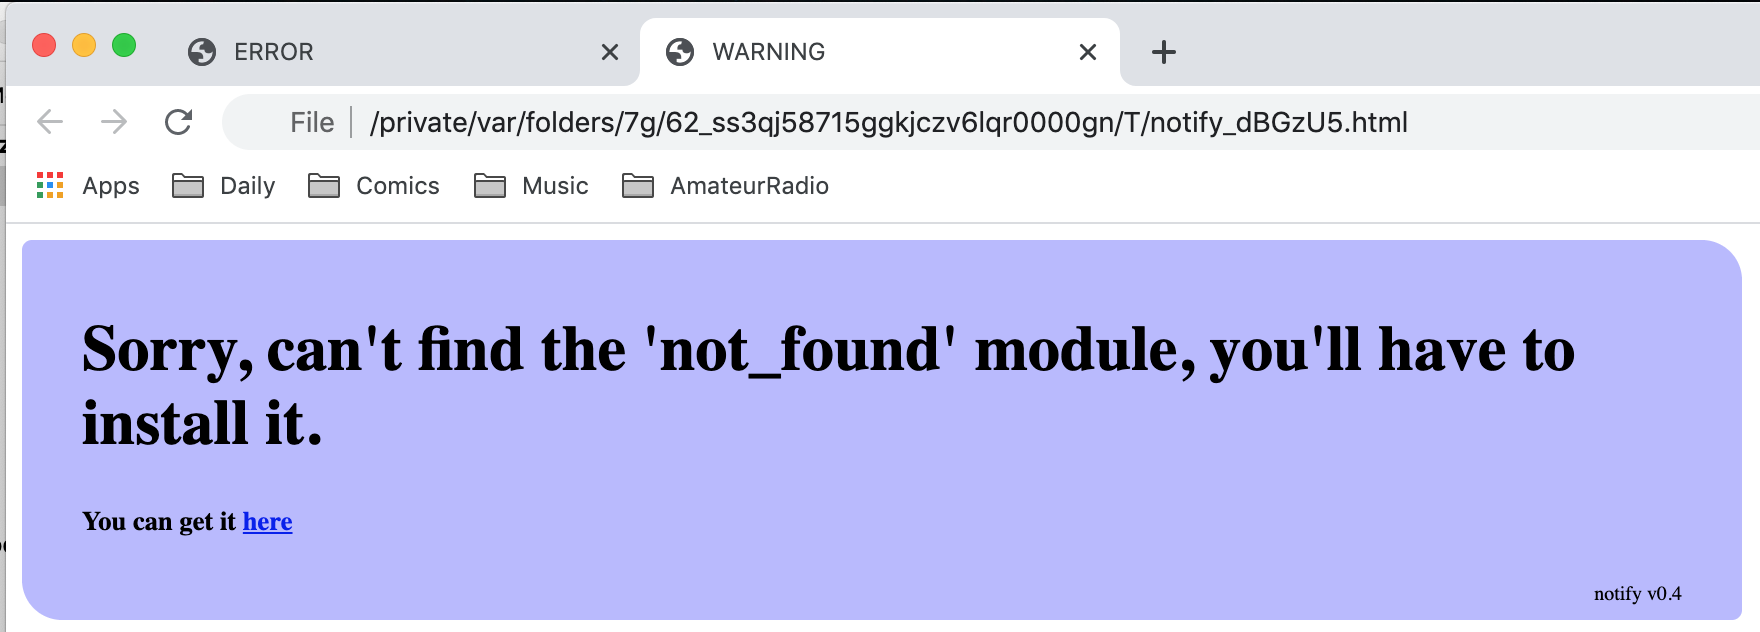 ERROR
WARNING
File
/private/var/folders/7g/62_ss3qj58715ggkjczv6lqr0000gn/T/notify_dBGzU5.html
Apps
Daily
Comics
Music
AmateurRadio
Sorry, can't find the 'not_found' module, you'll have to
install it.
You can get it here
notify v0.4